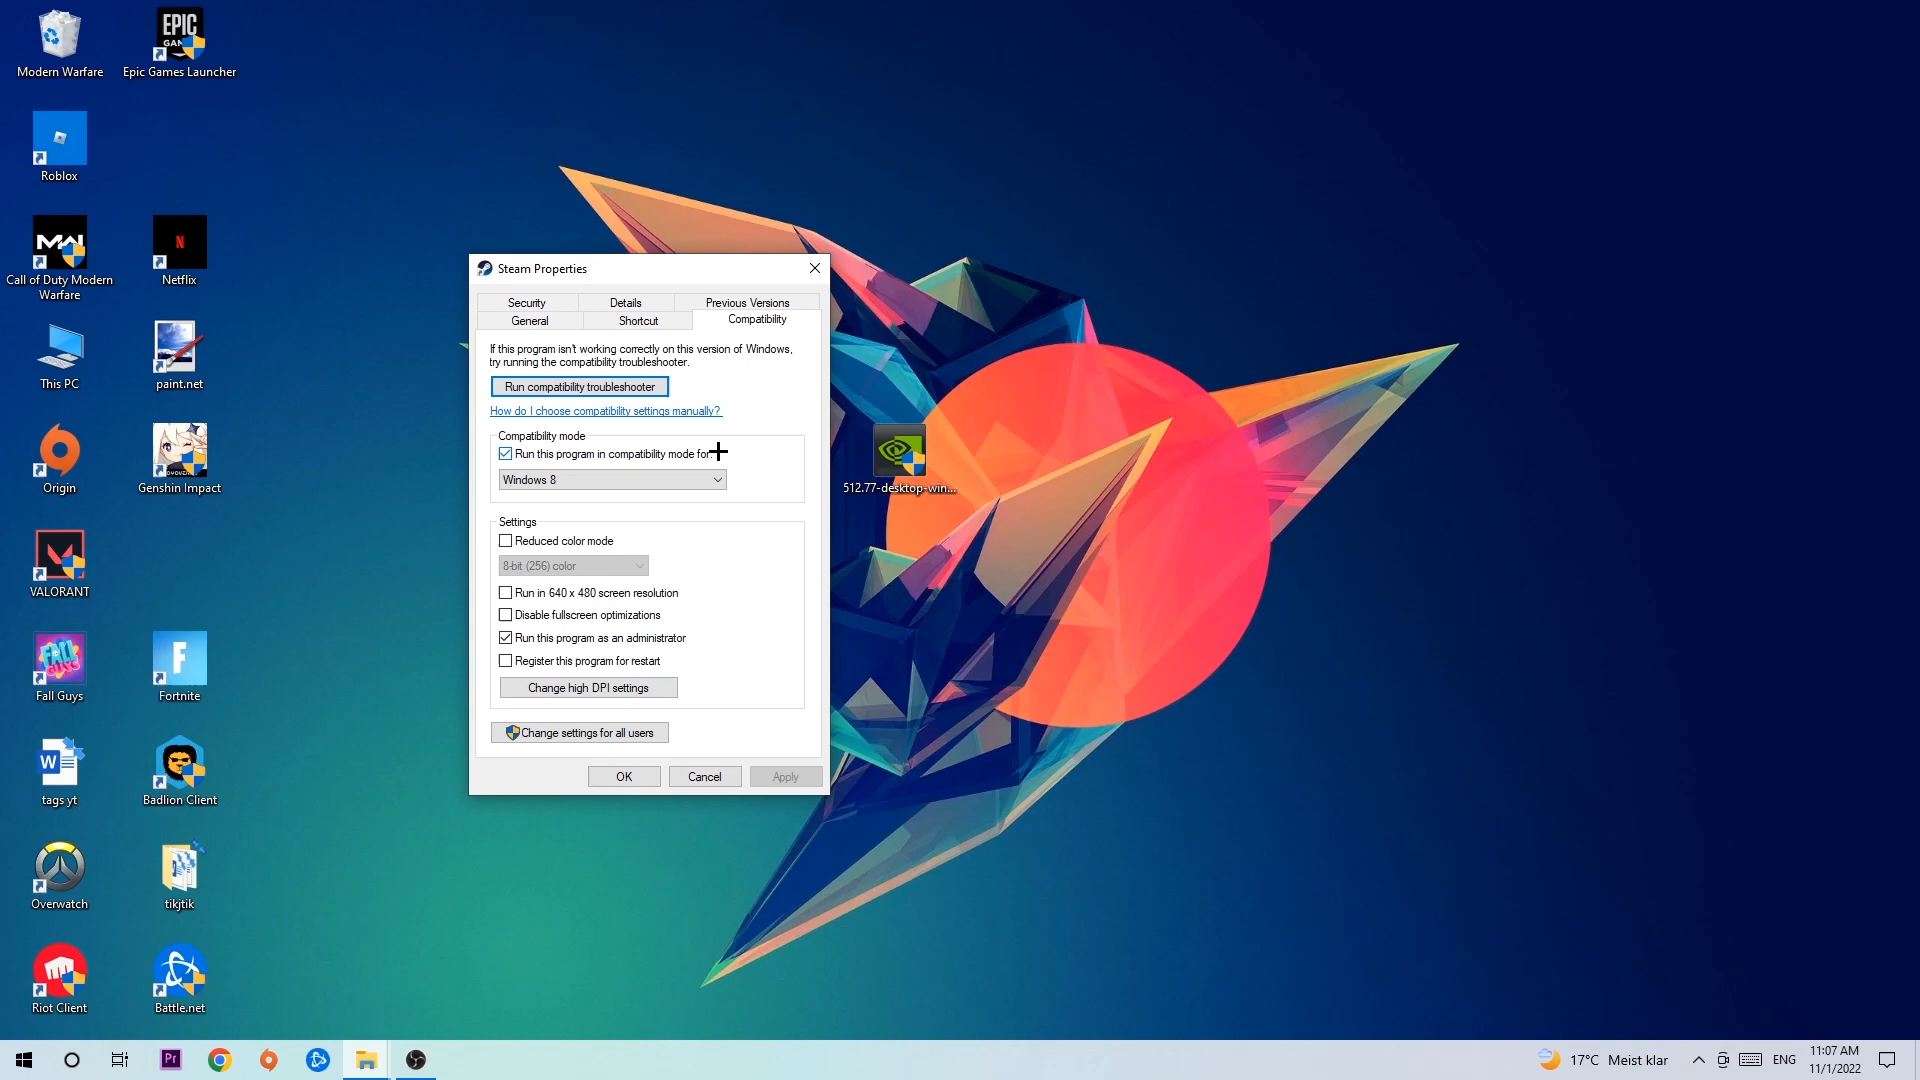 Modern Warfare
EPIC
GAMES
Epic Games Launcher
Roblox
MW
Call of Duty Modern
Warfare
N
Netflix
This PC
paint.net
Origin
Genshin Impact
VALORANT
FALL
GUYS
Fall Guys
F
Fortnite
W
tags yt
Badlion Client
Overwatch
tikjtik
Riot Client
Battle.net
Steam Properties
Security
Details
Previous Versions
General
Shortcut
Compatibility
If this program isn't working correctly on this version of Windows,
try running the compatibility troubleshooter.
Run compatibility troubleshooter
How do I choose compatibility settings manually?
Compatibility mode
Run this program in compatibility mode for:
Windows 8
Settings
Reduced color mode
8-bit (256) color
Run in 640 x 480 screen resolution
Disable fullscreen optimizations
Run this program as an administrator
Register this program for restart
Change high DPI settings
Change settings for all users
OK
Cancel
Apply
512.77-desktop-win...
Pr
17°C Meist klar
ENG
11:07 AM
11/1/2022